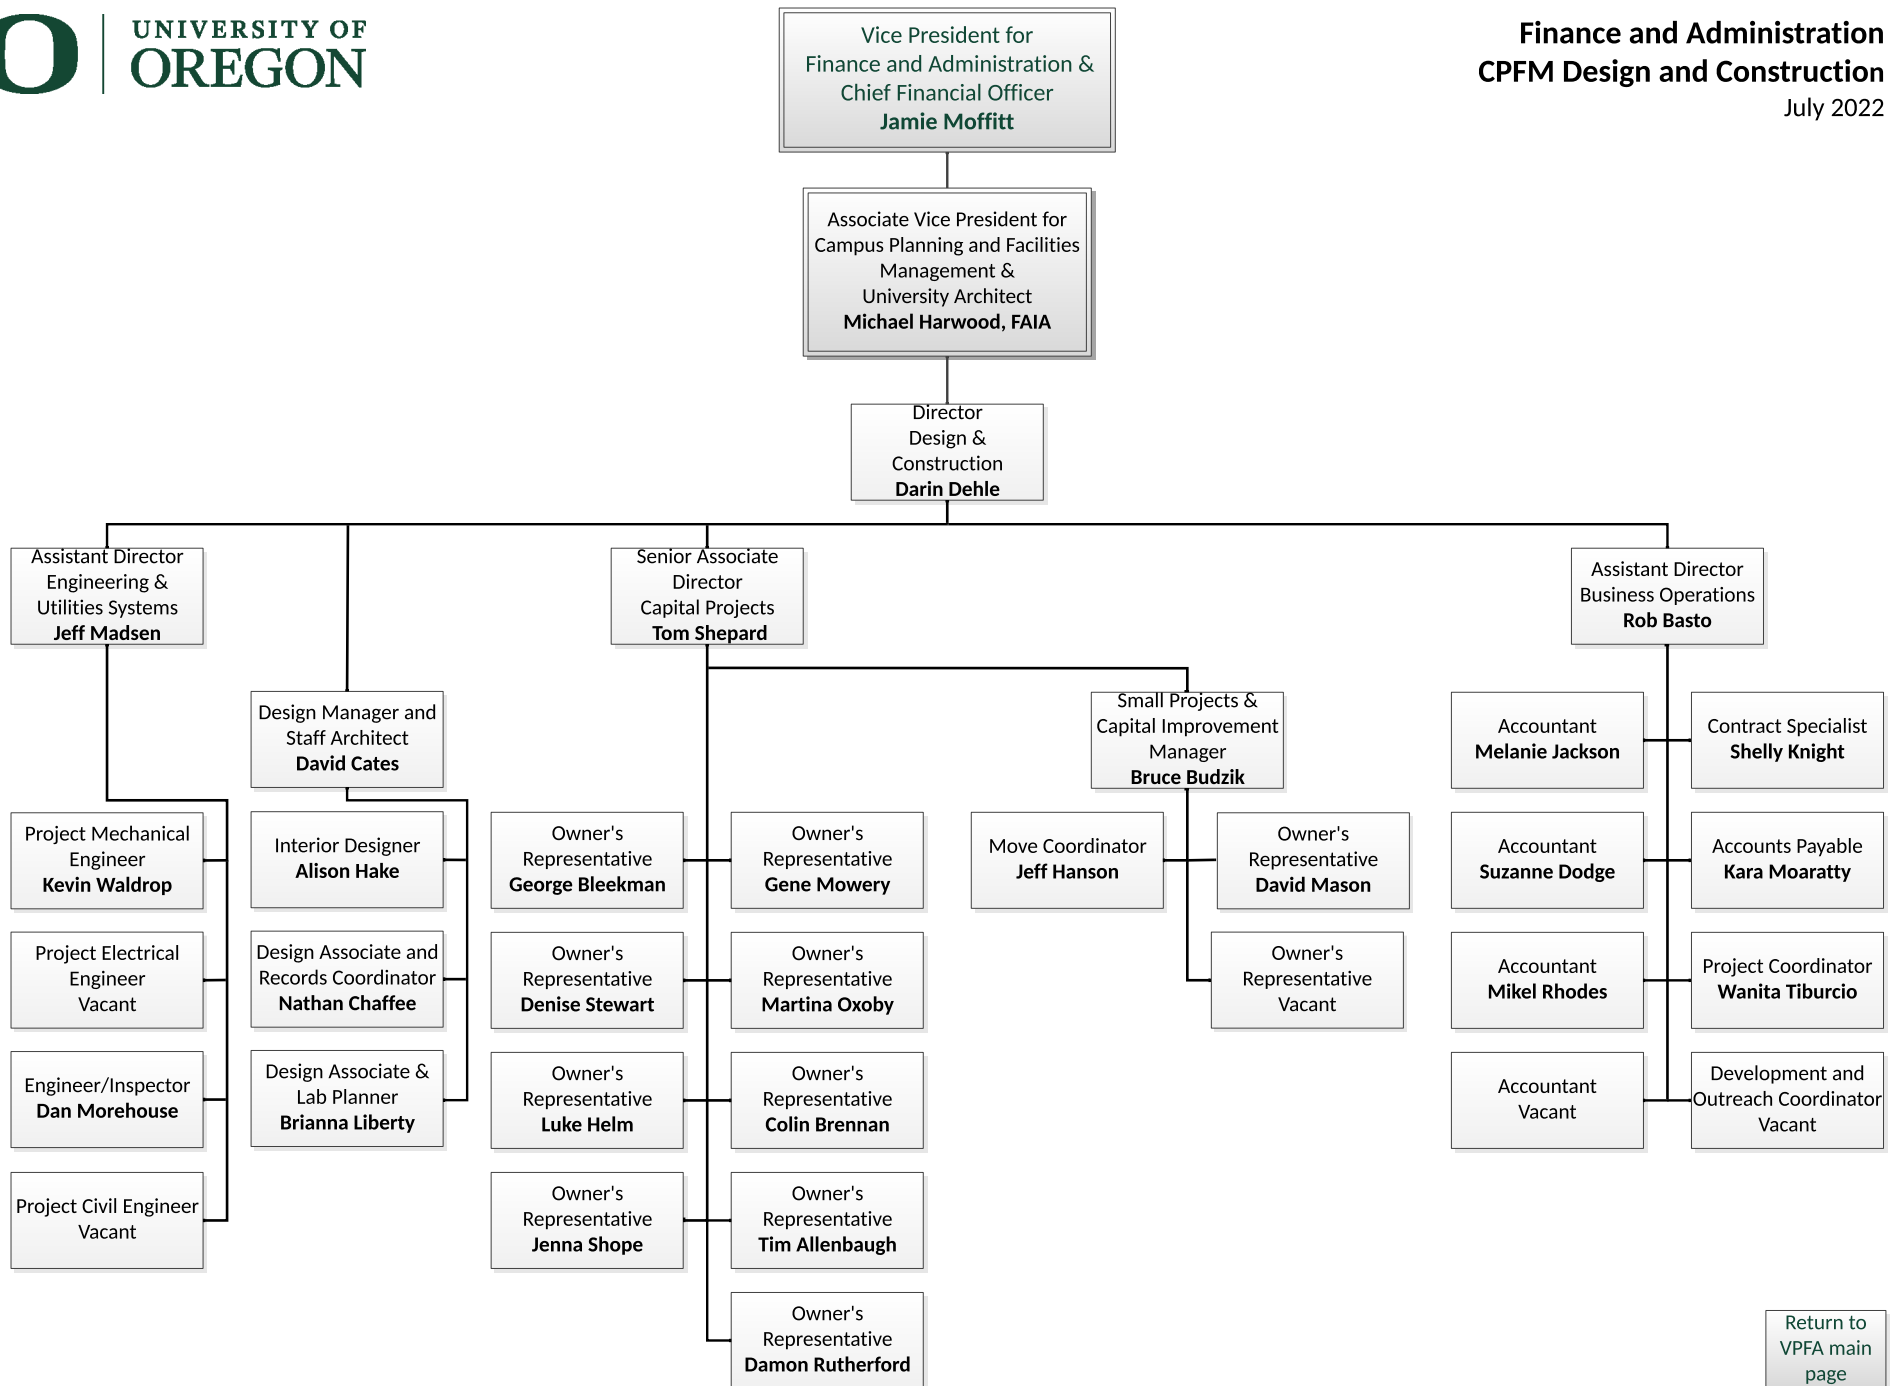 UNIVERSITY OF
OREGON
Finance and Administration
CPFM Design and Construction
July 2022
Vice President for
Finance and Administration &
Chief Financial Officer
Jamie Moffitt
Associate Vice President for
Campus Planning and Facilities
Management &
University Architect
Michael Harwood, FAIA
Director
Design &
Construction
Darin Dehle
Assistant Director
Engineering &
Utilities Systems
Jeff Madsen
Senior Associate
Director
Capital Projects
Tom Shepard
Assistant Director
Business Operations
Rob Basto
Design Manager and
Staff Architect
David Cates
Small Projects &
Capital Improvement
Manager
Bruce Budzik
Accountant
Melanie Jackson
Contract Specialist
Shelly Knight
Project Mechanical
Engineer
Kevin Waldrop
Interior Designer
Alison Hake
Owner's
Representative
George Bleekman
Owner's
Representative
Gene Mowery
Move Coordinator
Jeff Hanson
Owner's
Representative
David Mason
Accountant
Suzanne Dodge
Accounts Payable
Kara Moaratty
Project Electrical
Engineer
Vacant
Design Associate and
Records Coordinator
Nathan Chaffee
Owner's
Representative
Denise Stewart
Owner's
Representative
Martina Oxoby
Owner's
Representative
Vacant
Accountant
Mikel Rhodes
Project Coordinator
Wanita Tiburcio
Engineer/Inspector
Dan Morehouse
Design Associate &
Lab Planner
Brianna Liberty
Owner's
Representative
Luke Helm
Owner's
Representative
Colin Brennan
Accountant
Vacant
Development and
Outreach Coordinator
Vacant
Project Civil Engineer
Vacant
Owner's
Representative
Jenna Shope
Owner's
Representative
Tim Allenbaugh
Owner's
Representative
Damon Rutherford
Return to
VPFA main
page